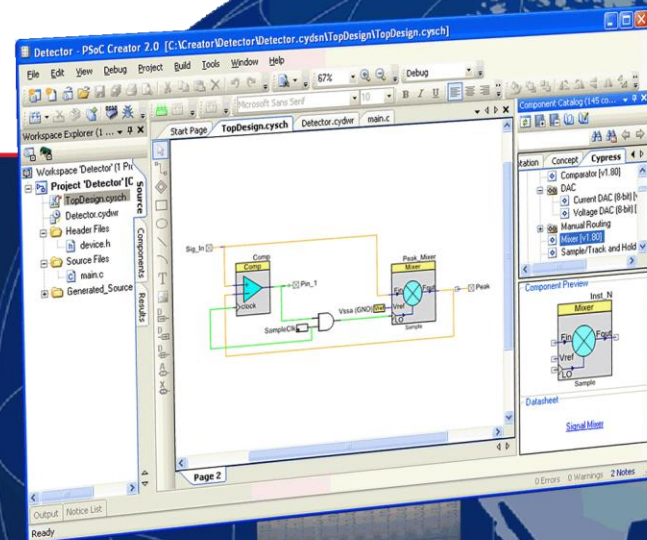 Detector - PSoC Creator 2.0 [C:\Creator\Detector\Detector.cydsn\TopDesign\TopDesign.cysch]
File Edit View Debug Project Build Tools Window Help
67% Debug
Microsoft Sans Serif 10 B I U
Workspace Explorer (1 ...
Start Page TopDesign.cysch Detector.cydwr main.c
Component Catalog (145 co...
Workspace 'Detector' (1
Project 'Detector' [C
TopDesign.cysch
Detector.cydwr
Header Files
device.h
Source Files
main.c
Generated_Source
Source
Components
Results
Sig_In
Comp
Comp
clock
Pin_1
SampleClk
Vssa (GND) Vref
Peak_Mixer
Mixer
Fin
Fout
Vref
LO
Sample
Peak
Concept Cypress
Comparator [v1.80]
DAC
Current DAC (8-bit) [
Voltage DAC (8-bit) [
Manual Routing
Mixer [v1.80]
Sample/Track and Hold
Component Preview
Inst_N
Mixer
Fin
Fout
Vref
LO
Sample
Datasheet
Signal Mixer
Page 2
Output Notice List
Ready
0 Errors 0 Warnings 2 Notes